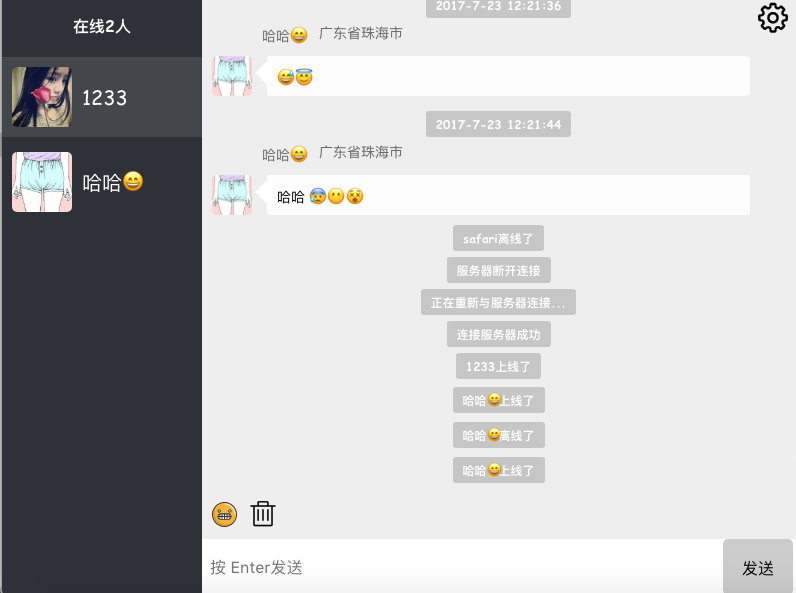 在线2人
1233
哈哈😄
2017-7-23 12:21:36
哈哈😄 广东省珠海市
😅😇
2017-7-23 12:21:44
哈哈😄 广东省珠海市
哈哈 😰😶😵
safari离线了
服务器断开连接
正在重新与服务器连接...
连接服务器成功
1233上线了
哈哈😄上线了
哈哈😄离线了
哈哈😄上线了
按 Enter发送
发送